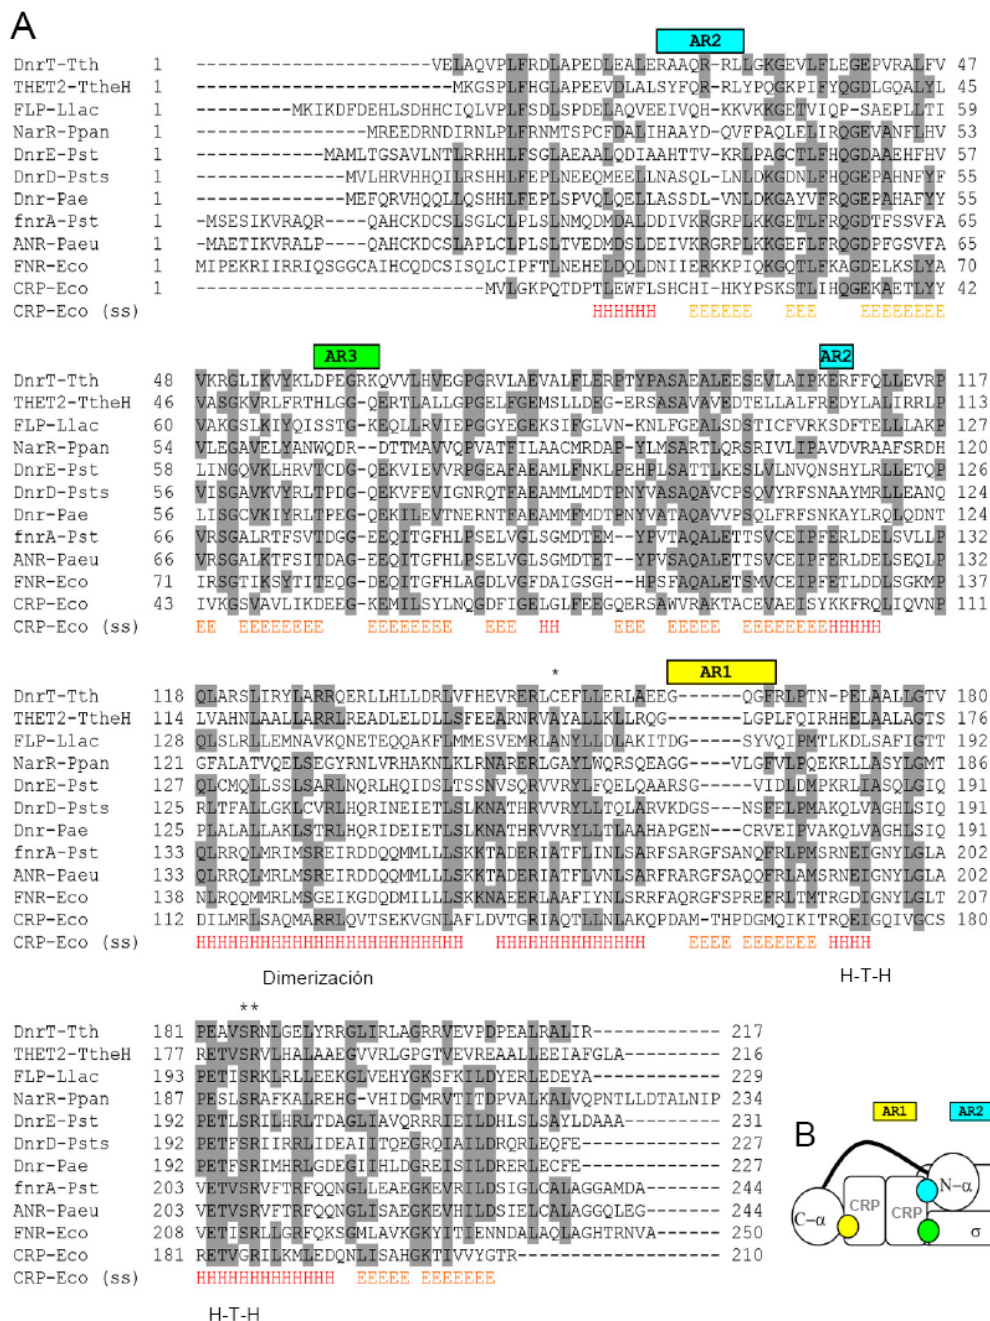 A
AR2
DnrT-Tth 1 ----------------------VELAQVPLFRDLAPEDLEALERAAQR-RLLGKGEVLFLEGEPVRALFV 47
THET2-TtheH 1 ------------------------MKGSPLFHGLAPEEVDLALSYFQR-RLYPQGKPIFYQGDLGQALYL 45
FLP-Llac 1 ---------MKIKDFDEHLSDHHCIQLVPLFSDLSPDELAQVEEIVQH-KKVKKGETVIQP-SAEPLLTI 59
NarR-Ppan 1 ----------------MREEDRNDIRNLPLFRNMTSPCFDALIHAAYD-QVFPAQLELIRQGEVANFLHV 53
DnrE-Pst 1 ------------MAMLTGSAVLNTLRRHHLFSGLAEAALQDIAAHTTV-KRLPAGCTLFHQGDAAEHFHV 57
DnrD-Psts 1 --------------MVLHRVHHQILRSHHLFEPLNEEQMEELLNASQL-LNLDKGDNLFHQGEPAHNFYF 55
Dnr-Pae 1 --------------MEFQRVHQQLLQSHHLFEPLSPVQLQELLASSDL-VNLDKGAYVFRQGEPAHAFYY 55
fnrA-Pst 1 -MSESIKVRAQR----QAHCKDCSLSGLCLPLSLNMQDMDALDDIVKRGRPLKKGETLFRQGDTFSSVFA 65
ANR-Paeu 1 -MAETIKVRALP----QAHCKDCSLAPLCLPLSLTVEDMDSLDEIVKRGRPLKKGEFLFRQGDPFGSVFA 65
FNR-Eco 1 MIPEKRIIRRIQSGGCAIHCQDCSISQLCIPFTLNEHELDQLDNIIERKKPIQKGQTLFKAGDELKSLYA 70
CRP-Eco 1 ---------------------------MVLGKPQTDPTLEWFLSHCHI-HKYPSKSTLIHQGEKAETLYY 42
CRP-Eco (ss) HHHHHH EEEEEE EEE EEEEEEEE
AR3 AR2
DnrT-Tth 48 VKRGLIKVYKLDPEGRKQVVLHVEGPGRVLAEVALFLERPTYPASAEALEESEVLAIPKERFFQLLEVRP 117
THET2-TtheH 46 VASGKVRLFRTHLGG-QERTLALLGPGELFGEMSLLDEG-ERSASAVAVEDTELLALFREDYLALIRRLP 113
FLP-Llac 60 VAKGSLKIYQISSTGK-EQLLRVIEPGGYEGEKSIFGLVN-KNLFGEALSDSTICFVRKSDFTELLLAKP 127
NarR-Ppan 54 VLEGAVELYANWQDR--DTTMAVVQPVATFILAACMRDAP-YLMSARTLQRSRIVLIPAVDVRAAFSRDH 120
DnrE-Pst 58 LINGQVKLHRVTCDG-QEKVIEVVRPGEAFAEAMLFNKLPEHPLSATTLKESLVLNVQNSHYLRLLETQP 126
DnrD-Psts 56 VISGAVKVYRLTPDG-QEKVFEVIGNRQTFAEAMMLMDTPNYVASAQAVCPSQVYRFSNAAYMRLLEANQ 124
Dnr-Pae 56 LISGCVKIYRLTPEG-QEKILEVTNERNTFAEAMMFMDTPNYVATAQAVVPSQLFRFSNKAYLRQLQDNT 124
fnrA-Pst 66 VRSGALRTFSVTDGG-EEQITGFHLPSELVGLSGMDTEM--YPVTAQALETTSVCEIPFERLDELSVLLP 132
ANR-Paeu 66 VRSGALKTFSITDAG-EEQITGFHLPSELVGLSGMDTET--YPVSAQALETTSVCEIPFERLDELSEQLP 132
FNR-Eco 71 IRSGTIKSYTITEQG-DEQITGFHLAGDLVGFDAIGSGH--HPSFAQALETSMVCEIPFETLDDLSGKMP 137
CRP-Eco 43 IVKGSVAVLIKDEEG-KEMILSYLNQGDFIGELGLFEEGQERSAWVRAKTACEVAEISYKKFRQLIQVNP 111
CRP-Eco (ss) EE EEEEEEEE EEEEEEEE EEE HH EEE EEEEE EEEEEEEEHHHHH
* AR1
DnrT-Tth 118 QLARSLIRYLARRQERLLHLLDRLVFHEVRERLCEFLLERLAEEG------QGFRLPTN-PELAALLGTV 180
THET2-TtheH 114 LVAHNLAALLARRLREADLELDLLSFEEARNRVAYALLKLLRQG-------LGPLFQIRHHELAALAGTS 176
FLP-Llac 128 QLSLRLLEMNAVKQNETEQQAKFLMMESVEMRLANYLLDLAKITDG-----SYVQIPMTLKDLSAFIGTT 192
NarR-Ppan 121 GFALATVQELSEGYRNLVRHAKNLKLRNARERLGAYLWQRSQEAGG----VLGFVLPQEKRLLASYLGMT 186
DnrE-Pst 127 QLCMQLLSSLSARLNQRLHQIDSLTSSNVSQRVVRYLFQELQAARSG-----VIDLDMPKRLIASQLGIQ 191
DnrD-Psts 125 RLTFALLGKLCVRLHQRINEIETLSLKNATHRVVRYLLTQLARVKDGS---NSFELPMAKQLVAGHLSIQ 191
Dnr-Pae 125 PLALALLAKLSTRLHQRIDEIETLSLKNATHRVVRYLLTLAAHAPGEN---CRVEIPVAKQLVAGHLSIQ 191
fnrA-Pst 133 QLRRQLMRIMSREIRDDQQMMLLLSKKTADERIATFLINLSARFSARGFSANQFRLPMSRNEIGNYLGLA 202
ANR-Paeu 133 QLRRQLMRLMSREIRDDQQMMLLLSKKTADERIATFLVNLSARFRARGFSAQQFRLAMSRNEIGNYLGLA 202
FNR-Eco 138 NLRQQMMRLMSGEIKGDQDMILLLSKKNAEERLAAFIYNLSRRFAQRGFSPREFRLTMTRGDIGNYLGLT 207
CRP-Eco 112 DILMRLSAQMARRLQVTSEKVGNLAFLDVTGRIAQTLLNLAKQPDAM-THPDGMQIKITRQEIGQIVGCS 180
CRP-Eco (ss) HHHHHHHHHHHHHHHHHHHHHHHHH HHHHHHHHHHHHHH EEEE EEEEEEE HHHH
Dimerización H-T-H
**
DnrT-Tth 181 PEAVSRNLGELYRRGLIRLAGRRVEVPDPEALRALIR------------ 217
THET2-TtheH 177 RETVSRVLHALAAEGVVRLGPGTVEVREAALLEEIAFGLA--------- 216
FLP-Llac 193 PETISRKLRLLEEKGLVEHYGKSFKILDYERLEDEYA------------ 229
NarR-Ppan 187 PESLSRAFKALREHG-VHIDGMRVTITDPVALKALVQPNTLLDTALNIP 234
DnrE-Pst 192 PETLSRILHRLTDAGLIAVQRRRIEILDHLSLSAYLDAAA--------- 231
DnrD-Psts 192 PETFSRIIRRLIDEAIITQEGRQIAILDRQRLEQFE------------- 227
Dnr-Pae 192 PETFSRIMHRLGDEGIIHLDGREISILDRERLECFE------------- 227
fnrA-Pst 203 VETVSRVFTRFQQNGLLEAEGKEVRILDSIGLCALAGGAMDA------- 244
ANR-Paeu 203 VETVSRVFTRFQQNGLISAEGKEVHILDSIELCALAGGQLEG------- 244
FNR-Eco 208 VETISRLLGRFQKSGMLAVKGKYITIENNDALAQLAGHTRNVA------ 250
CRP-Eco 181 RETVGRILKMLEDQNLISAHGKTIVVYGTR------------------- 210
CRP-Eco (ss) HHHHHHHHHHHHH EEEEE EEEEEEE
H-T-H
AR1 AR2
B
C-α CRP CRP N-α σ